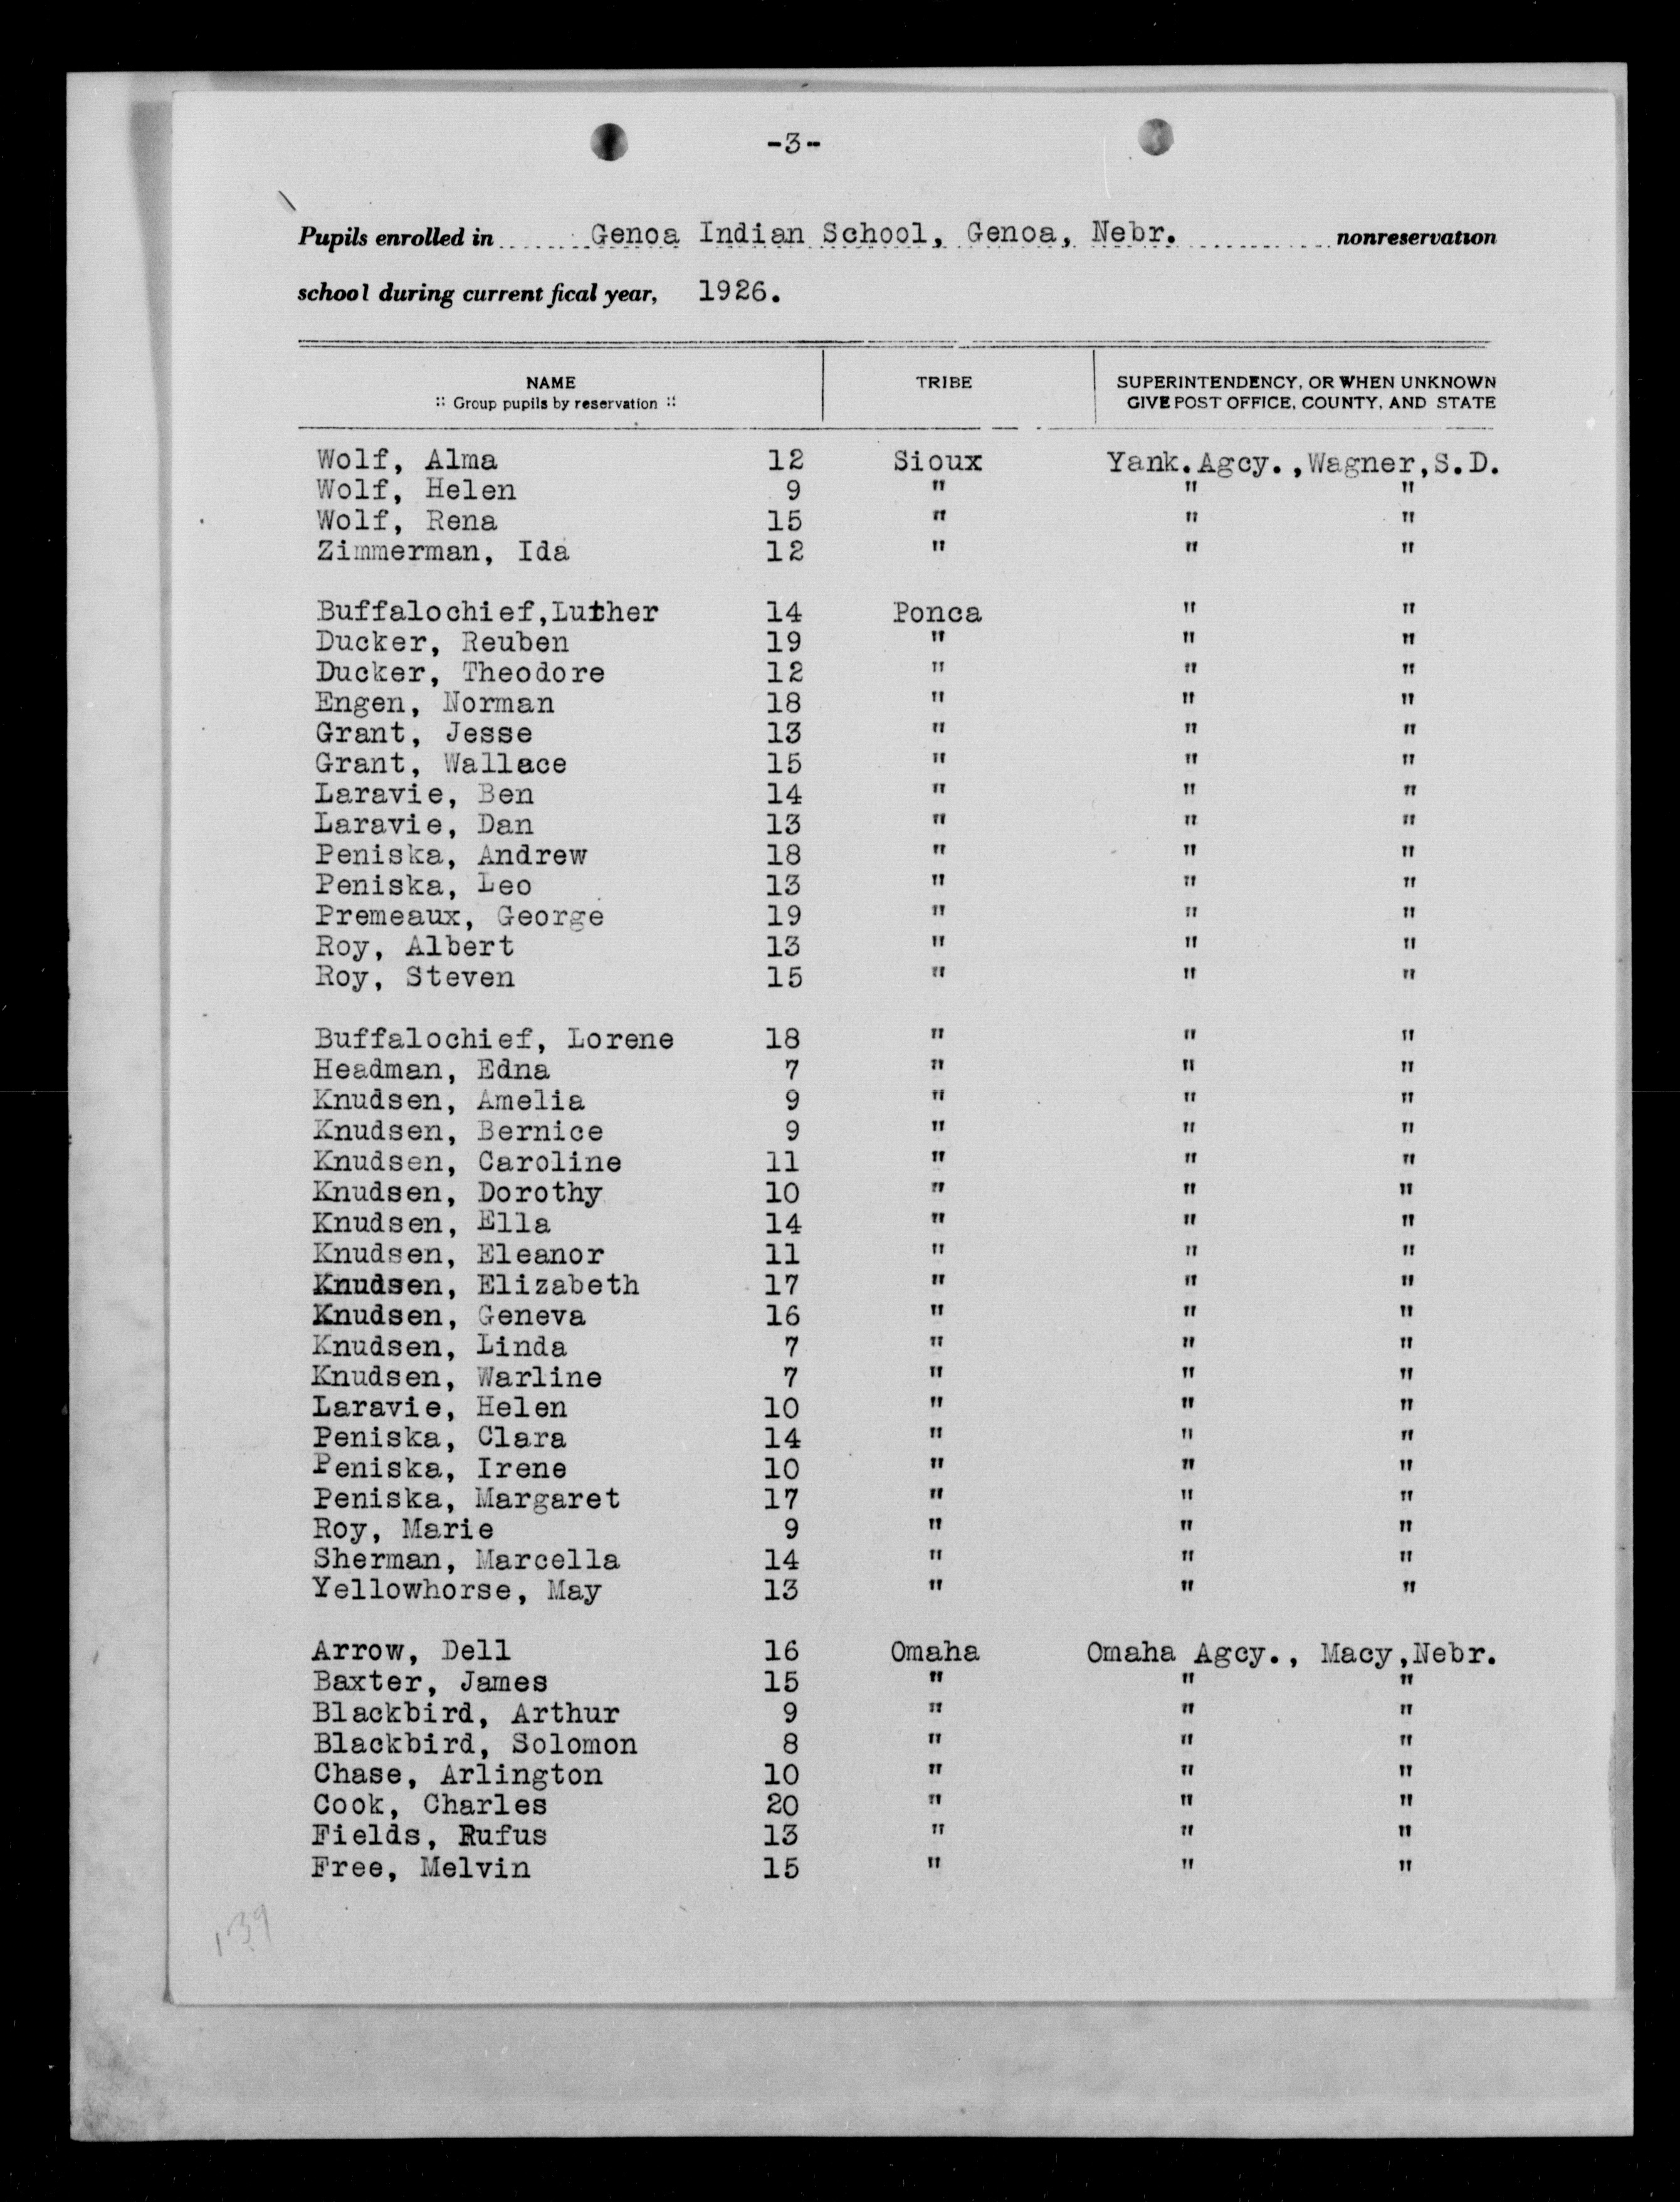 -3-
Pupils enrolled in Genoa Indian School, Genoa, Nebr. nonreservation
school during current fical year, 1926.
NAME TRIBE SUPERINTENDENCY, OR WHEN UNKNOWN
:: Group pupils by reservation :: GIVE POST OFFICE, COUNTY, AND STATE
Wolf, Alma 12 Sioux Yank.Agcy.,Wagner,S.D.
Wolf, Helen 9 " " "
Wolf, Rena 15 " " "
Zimmerman, Ida 12 " " "
Buffalochief,Luther 14 Ponca " "
Ducker, Reuben 19 " " "
Ducker, Theodore 12 " " "
Engen, Norman 18 " " "
Grant, Jesse 13 " " "
Grant, Wallace 15 " " "
Laravie, Ben 14 " " "
Laravie, Dan 13 " " "
Peniska, Andrew 18 " " "
Peniska, Leo 13 " " "
Premeaux, George 19 " " "
Roy, Albert 13 " " "
Roy, Steven 15 " " "
Buffalochief, Lorene 18 " " "
Headman, Edna 7 " " "
Knudsen, Amelia 9 " " "
Knudsen, Bernice 9 " " "
Knudsen, Caroline 11 " " "
Knudsen, Dorothy 10 " " "
Knudsen, Ella 14 " " "
Knudsen, Eleanor 11 " " "
Knudsen, Elizabeth 17 " " "
Knudsen, Geneva 16 " " "
Knudsen, Linda 7 " " "
Knudsen, Warline 7 " " "
Laravie, Helen 10 " " "
Peniska, Clara 14 " " "
Peniska, Irene 10 " " "
Peniska, Margaret 17 " " "
Roy, Marie 9 " " "
Sherman, Marcella 14 " " "
Yellowhorse, May 13 " " "
Arrow, Dell 16 Omaha Omaha Agcy., Macy,Nebr.
Baxter, James 15 " " "
Blackbird, Arthur 9 " " "
Blackbird, Solomon 8 " " "
Chase, Arlington 10 " " "
Cook, Charles 20 " " "
Fields, Rufus 13 " " "
Free, Melvin 15 " " "
139